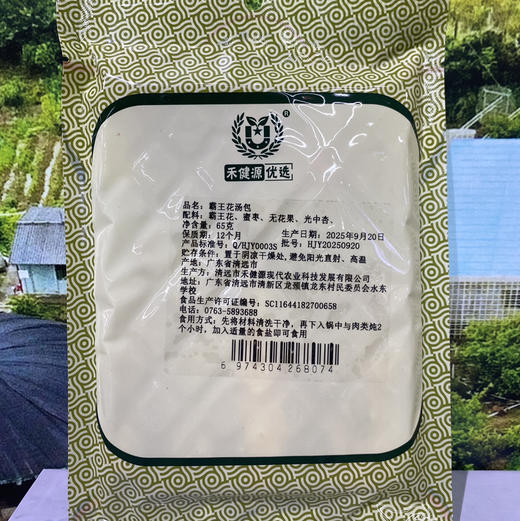 ®
禾健源 优选
品名：霸王花汤包
配料：霸王花、蜜枣、无花果、光中杏、
净含量：65克
保质期：12个月 生产日期：2025年9月20日
产品标准号：Q/HJY0003S 批号：HJY20250920
贮存条件：置于阴凉干燥处，避免阳光直射、高温
产地：广东省清远市
生产方：清远市禾健源现代农业科技发展有限公司
地址：广东省清远市清新区龙颈镇龙东村民委员会水东
学校
食品生产许可证编号：SC11644182700658
电话：0763-5893688
食用方式：先将材料清洗干净，再下入锅中与肉类炖2
个小时，加入适量的食盐即可食用
6 974304 268074